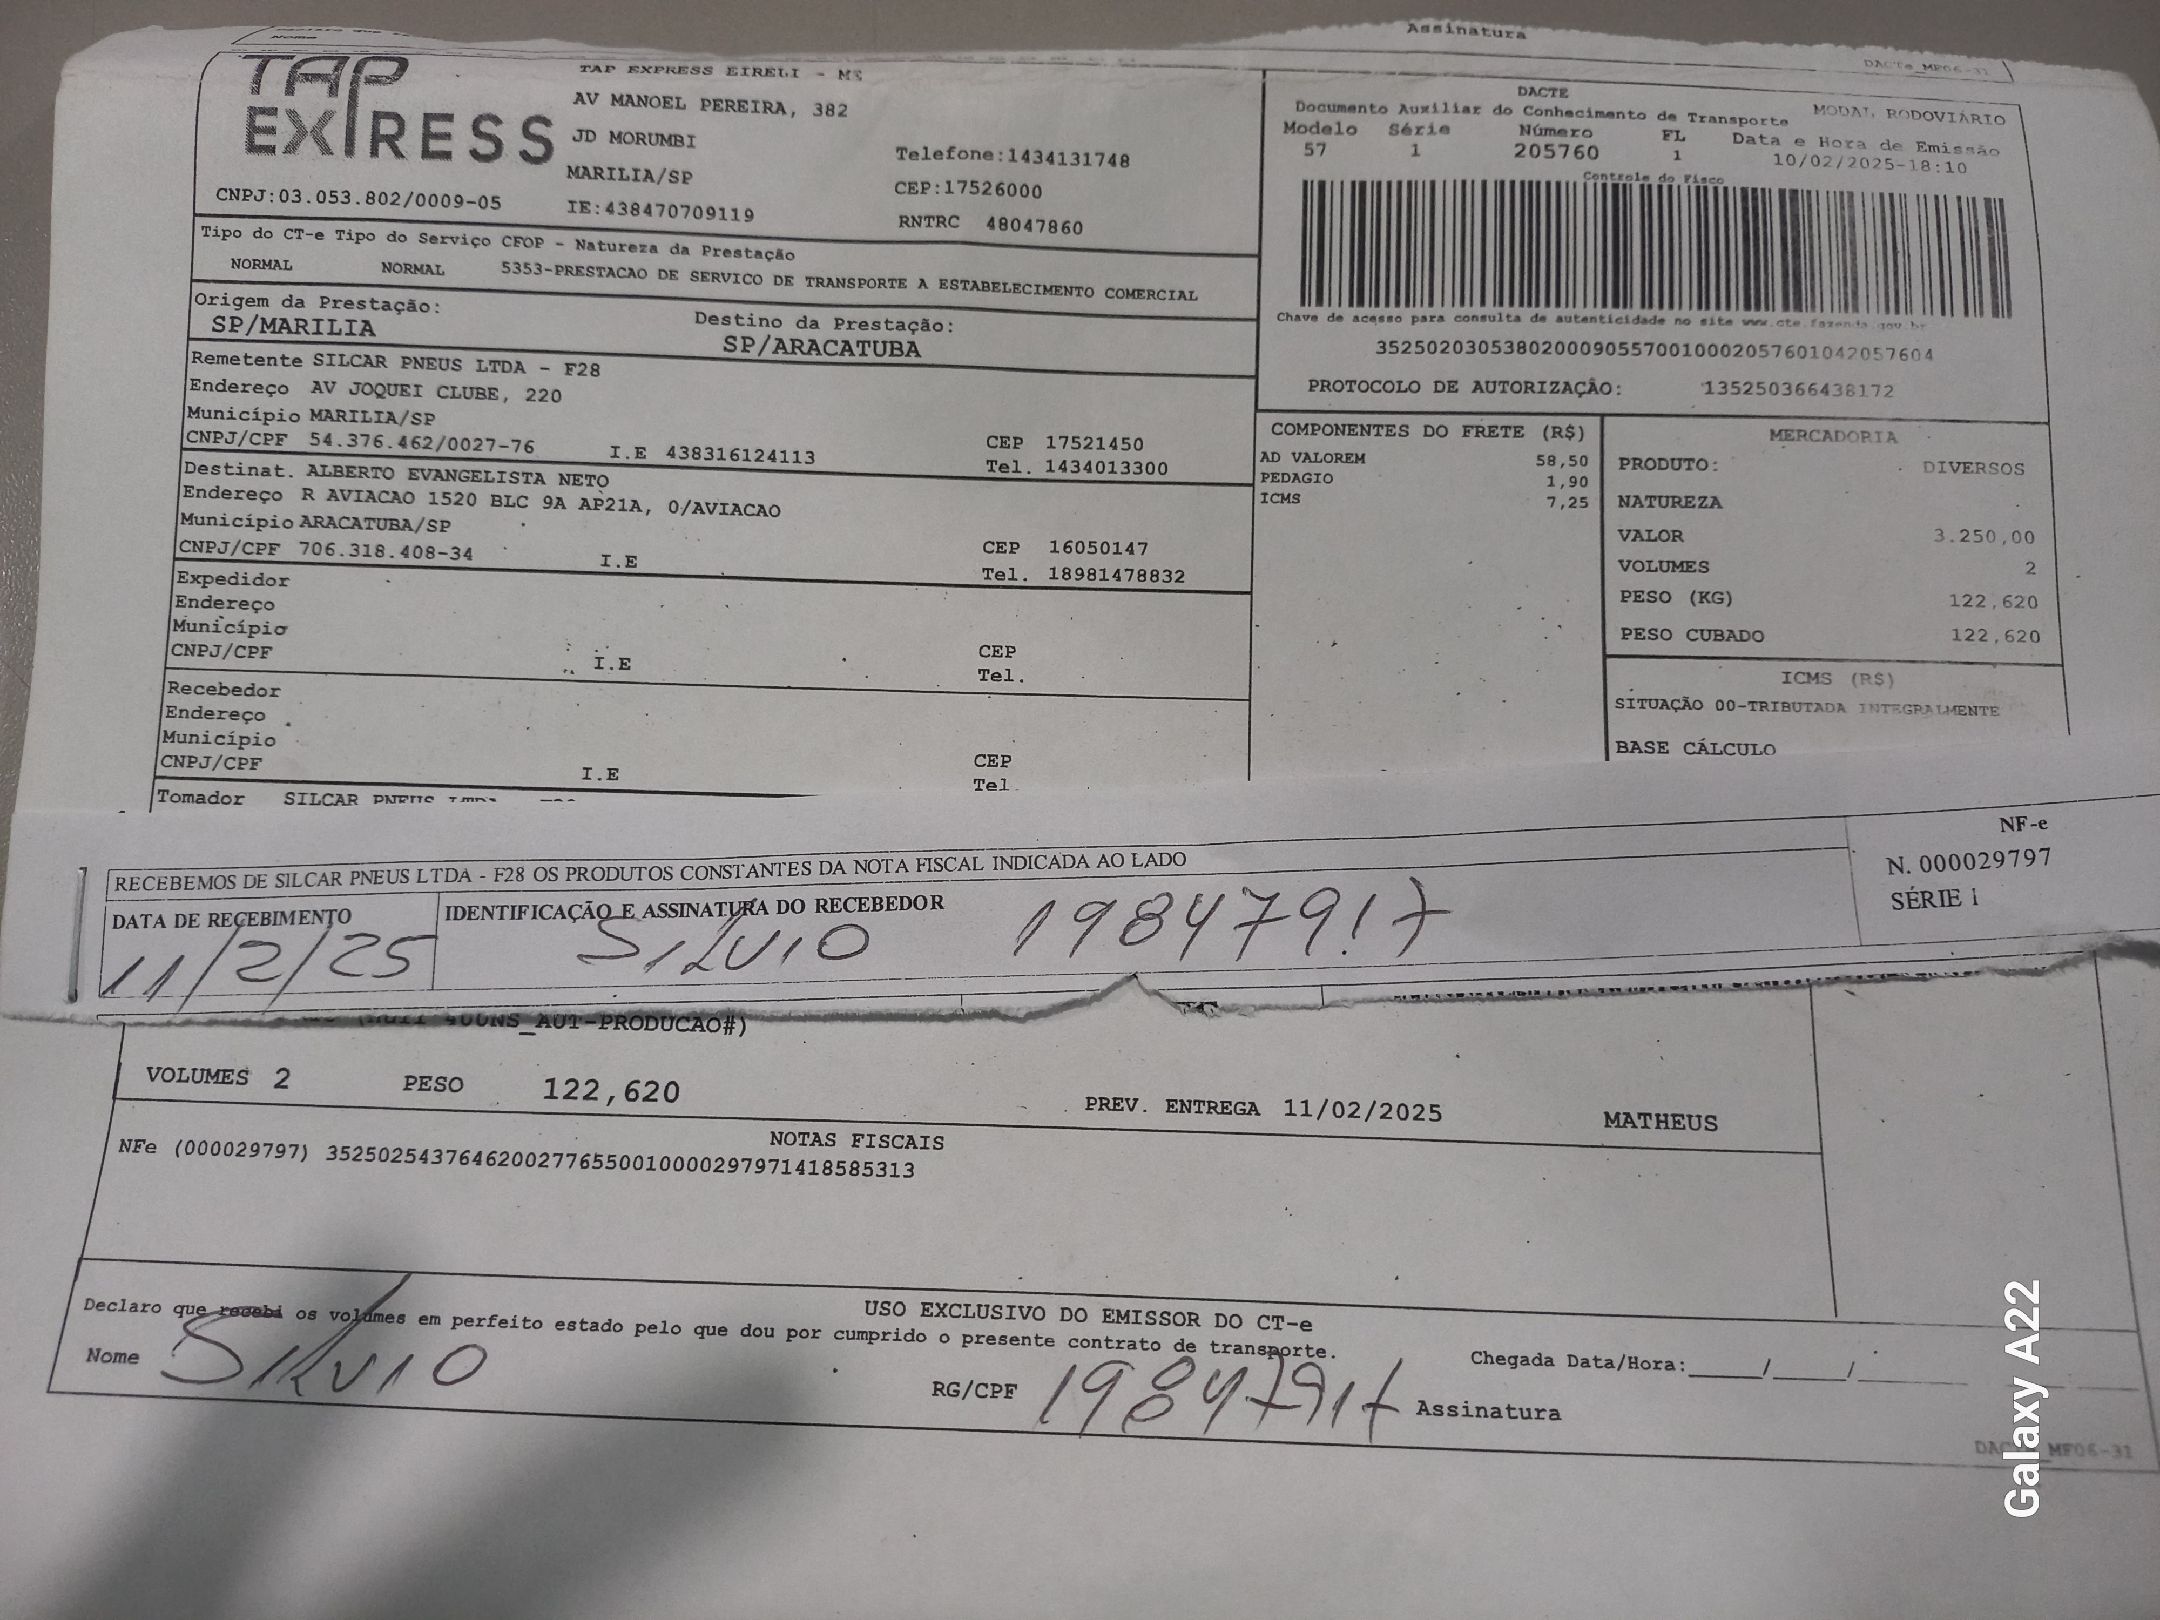 Assinatura
DACTe_MF06-31
TAP EXPRESS
TAP EXPRESS EIRELI - MS
AV MANOEL PEREIRA, 382
JD MORUMBI
MARILIA/SP
IE:438470709119
Telefone:1434131748
CEP:17526000
RNTRC 48047860
CNPJ:03.053.802/0009-05
DACTE
Documento Auxiliar do Conhecimento de Transporte
MODAL RODOVIÁRIO
Modelo Série Número FL Data e Hora de Emissão
57 1 205760 1 10/02/2025-18:10
Controle do Fisco
Chave de acesso para consulta de autenticidade no site www.cte.fazenda.gov.br
35250203053802000905570010002057601042057604
PROTOCOLO DE AUTORIZAÇÃO: 135250366438172
Tipo do CT-e Tipo do Serviço CFOP - Natureza da Prestação
NORMAL NORMAL 5353-PRESTACAO DE SERVICO DE TRANSPORTE A ESTABELECIMENTO COMERCIAL
Origem da Prestação: Destino da Prestação:
SP/MARILIA SP/ARACATUBA
Remetente SILCAR PNEUS LTDA - F28
Endereço AV JOQUEI CLUBE, 220
Município MARILIA/SP
CNPJ/CPF 54.376.462/0027-76 I.E 438316124113 CEP 17521450
Tel. 1434013300
Destinat. ALBERTO EVANGELISTA NETO
Endereço R AVIACAO 1520 BLC 9A AP21A, 0/AVIACAO
Município ARACATUBA/SP
CNPJ/CPF 706.318.408-34 I.E CEP 16050147
Tel. 18981478832
Expedidor
Endereço
Município
CNPJ/CPF I.E CEP
Tel.
Recebedor
Endereço
Município
CNPJ/CPF I.E CEP
Tel.
Tomador SILCAR PNEUS
COMPONENTES DO FRETE (R$)
AD VALOREM 58,50
PEDAGIO 1,90
ICMS 7,25
MERCADORIA
PRODUTO: DIVERSOS
NATUREZA
VALOR 3.250,00
VOLUMES 2
PESO (KG) 122,620
PESO CUBADO 122,620
ICMS (R$)
SITUAÇÃO 00-TRIBUTADA INTEGRALMENTE
BASE CÁLCULO
RECEBEMOS DE SILCAR PNEUS LTDA - F28 OS PRODUTOS CONSTANTES DA NOTA FISCAL INDICADA AO LADO
NF-e
N. 000029797
SÉRIE 1
DATA DE RECEBIMENTO IDENTIFICAÇÃO E ASSINATURA DO RECEBEDOR
11/2/25 SILVIO 19847917
400NS_AUT-PRODUCAO#)
VOLUMES 2 PESO 122,620 PREV. ENTREGA 11/02/2025 MATHEUS
NOTAS FISCAIS
NFe (000029797) 35250254376462002776550010000297971418585313
USO EXCLUSIVO DO EMISSOR DO CT-e
Declaro que recebi os volumes em perfeito estado pelo que dou por cumprido o presente contrato de transporte.
Nome SILVIO RG/CPF 19847917 Assinatura
Chegada Data/Hora:_____/_____/_____
MF06-31
Galaxy A22